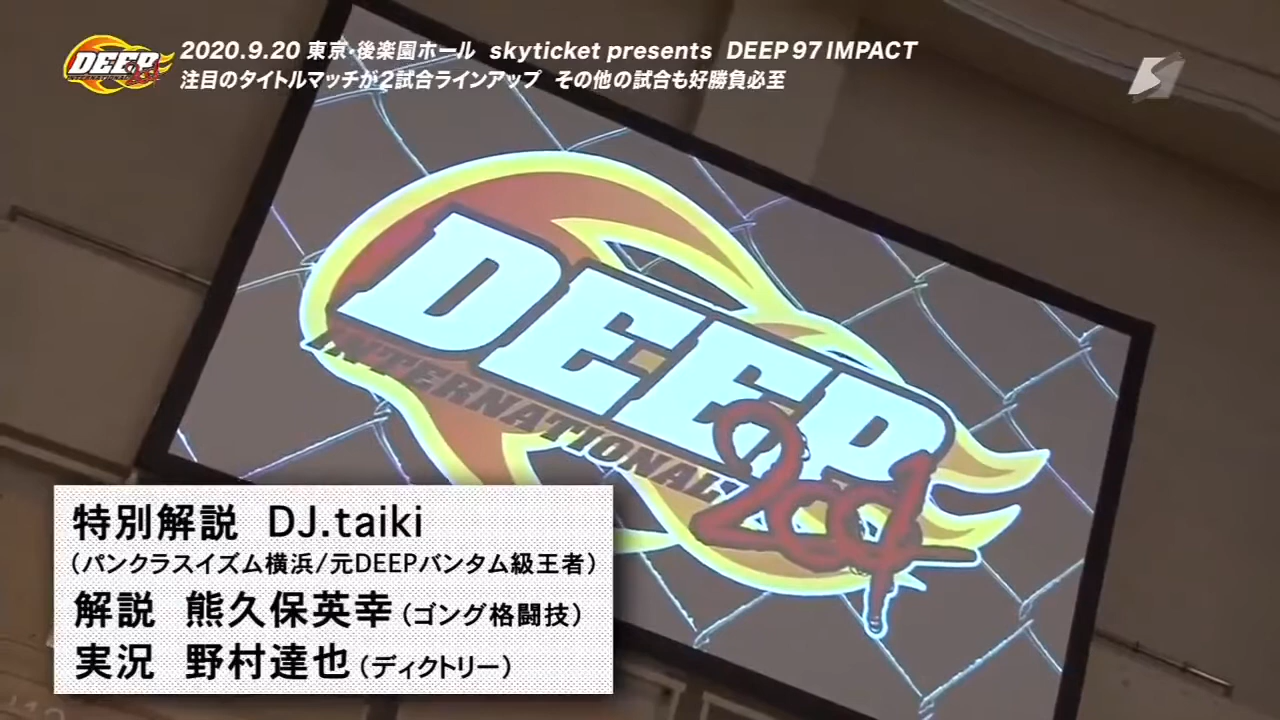 DEEP
INTERNATIONAL
2020.9.20 東京・後楽園ホール skyticket presents DEEP 97 IMPACT
注目のタイトルマッチが2試合ラインアップ その他の試合も好勝負必至
DEEP
INTERNATIONAL
2001
特別解説 DJ.taiki
(パンクラスイズム横浜/元DEEPバンタム級王者)
解説 熊久保英幸(ゴング格闘技)
実況 野村達也(ディクトリー)